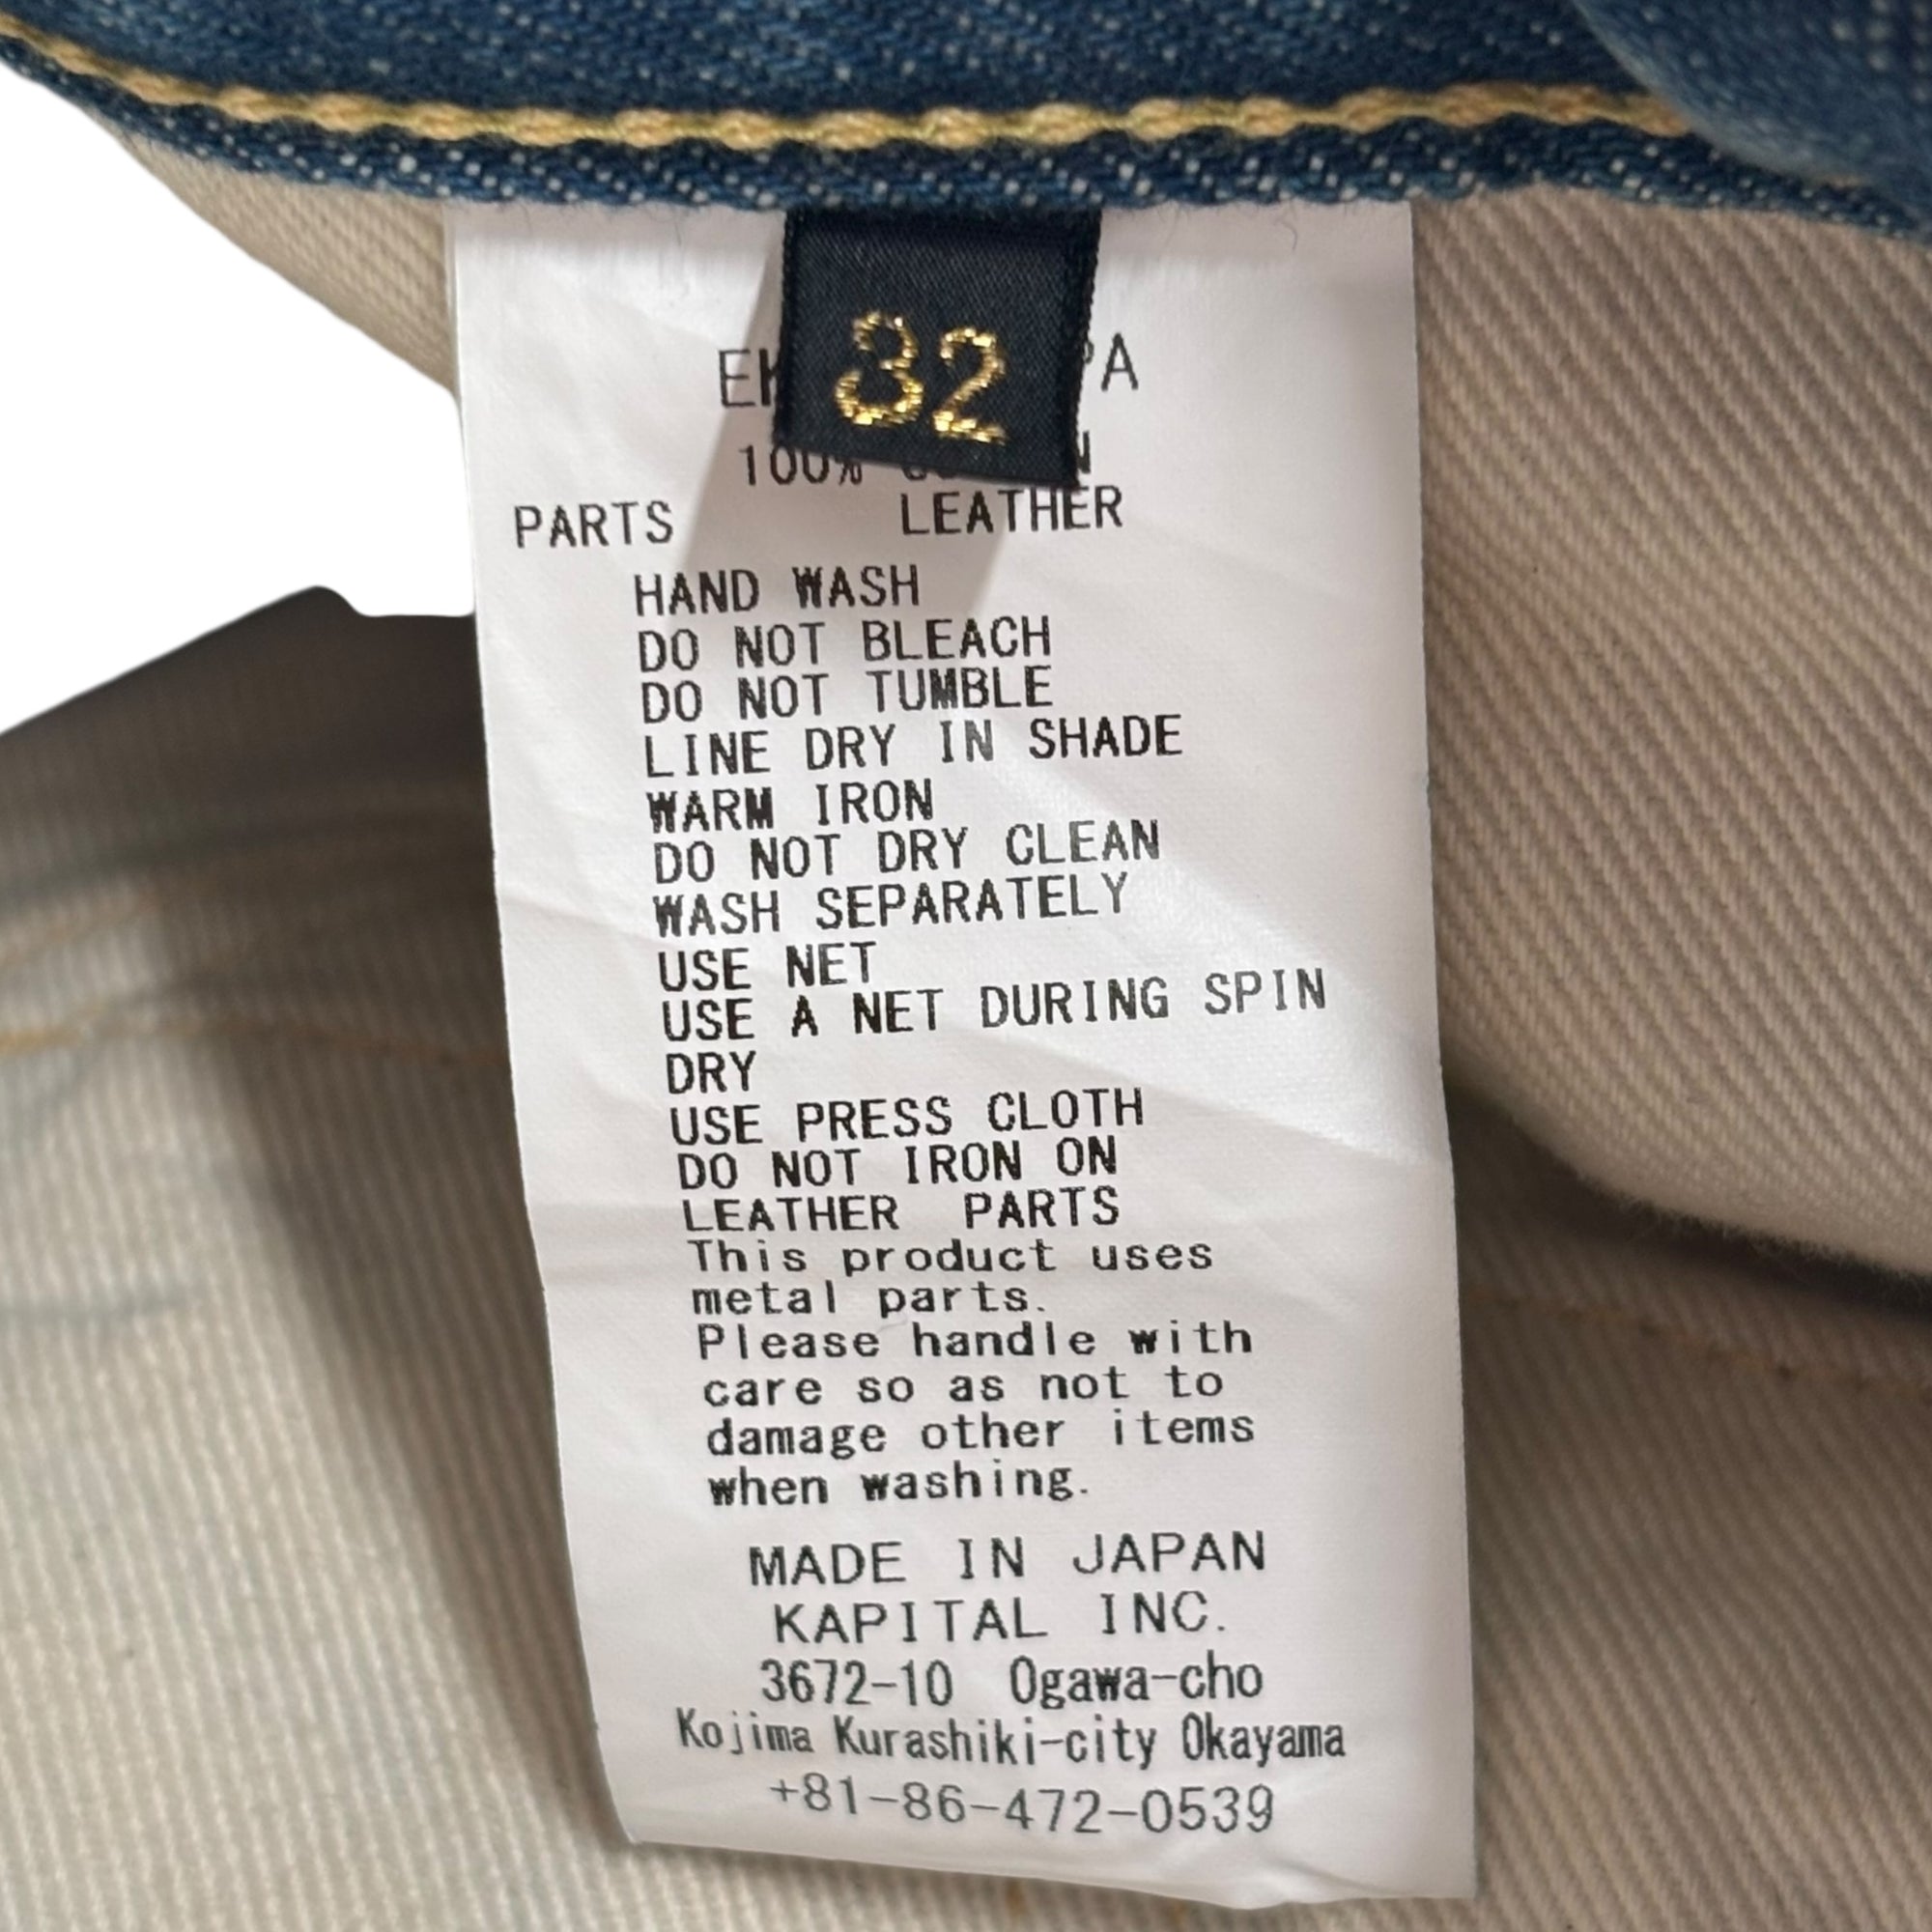 32
100%
PARTS LEATHER
HAND WASH
DO NOT BLEACH
DO NOT TUMBLE
LINE DRY IN SHADE
WARM IRON
DO NOT DRY CLEAN
WASH SEPARATELY
USE NET
USE A NET DURING SPIN
DRY
USE PRESS CLOTH
DO NOT IRON ON
LEATHER PARTS
This product uses
metal parts.
Please handle with
care so as not to
damage other items
when washing.
MADE IN JAPAN
KAPITAL INC.
3672-10 Ogawa-cho
Kojima Kurashiki-city Okayama
+81-86-472-0539